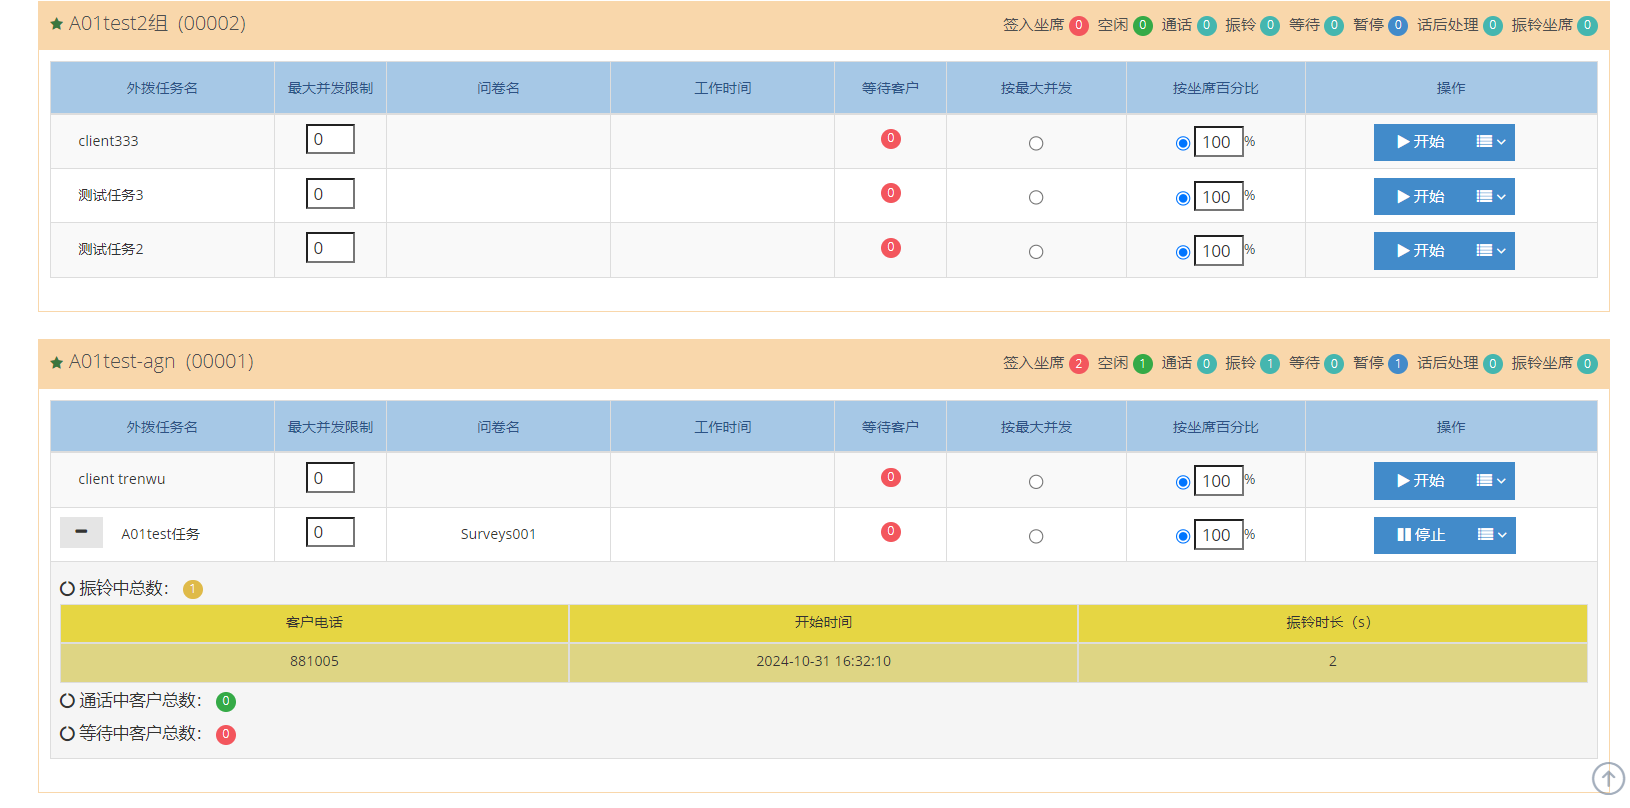 A01test2组 (00002) 签入坐席 0 空闲 0 通话 0 振铃 0 等待 0 暂停 0 话后处理 0 振铃坐席 0
外拨任务名 最大并发限制 问卷名 工作时间 等待客户 按最大并发 按坐席百分比 操作
client333 0 0 100 % 开始
测试任务3 0 0 100 % 开始
测试任务2 0 0 100 % 开始
A01test-agn (00001) 签入坐席 2 空闲 1 通话 0 振铃 1 等待 0 暂停 1 话后处理 0 振铃坐席 0
外拨任务名 最大并发限制 问卷名 工作时间 等待客户 按最大并发 按坐席百分比 操作
client trenwu 0 0 100 % 开始
A01test任务 0 Surveys001 0 100 % 停止
振铃中总数： 1
客户电话 开始时间 振铃时长（s）
881005 2024-10-31 16:32:10 2
通话中客户总数： 0
等待中客户总数： 0